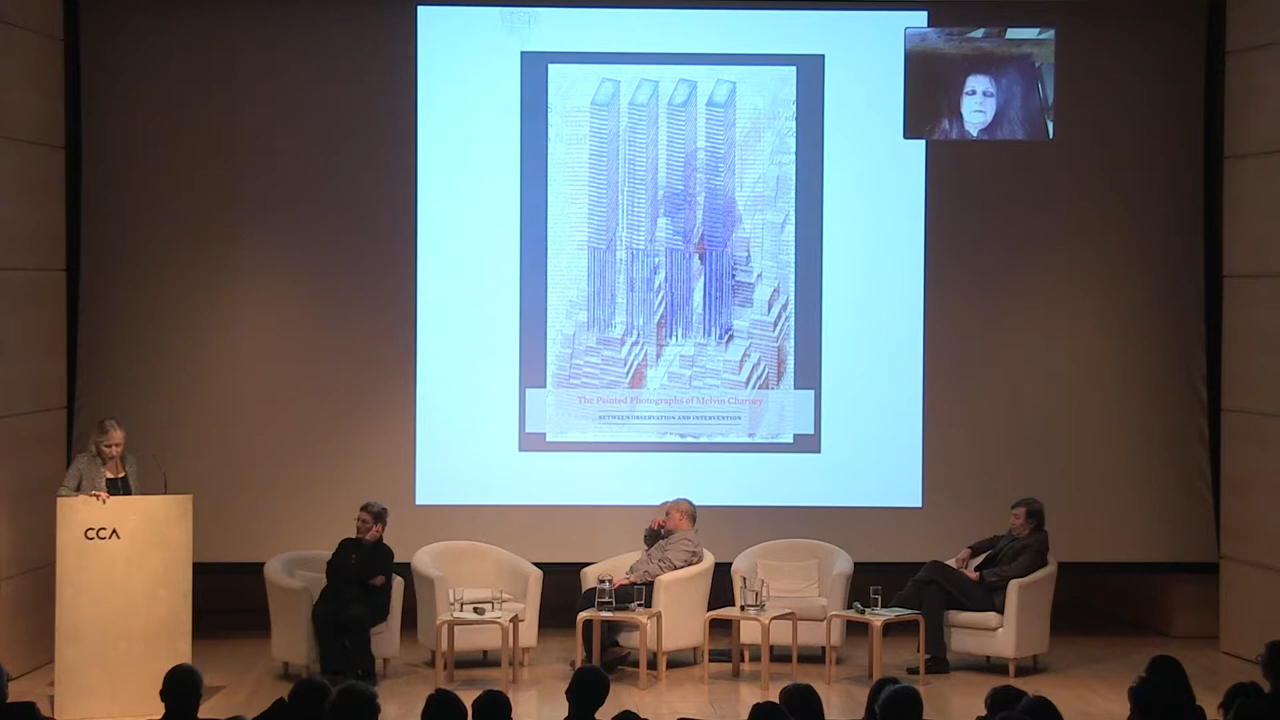 The Painted Photographs of Melvin Charney
BETWEEN OBSERVATION AND INTERVENTION
CCA